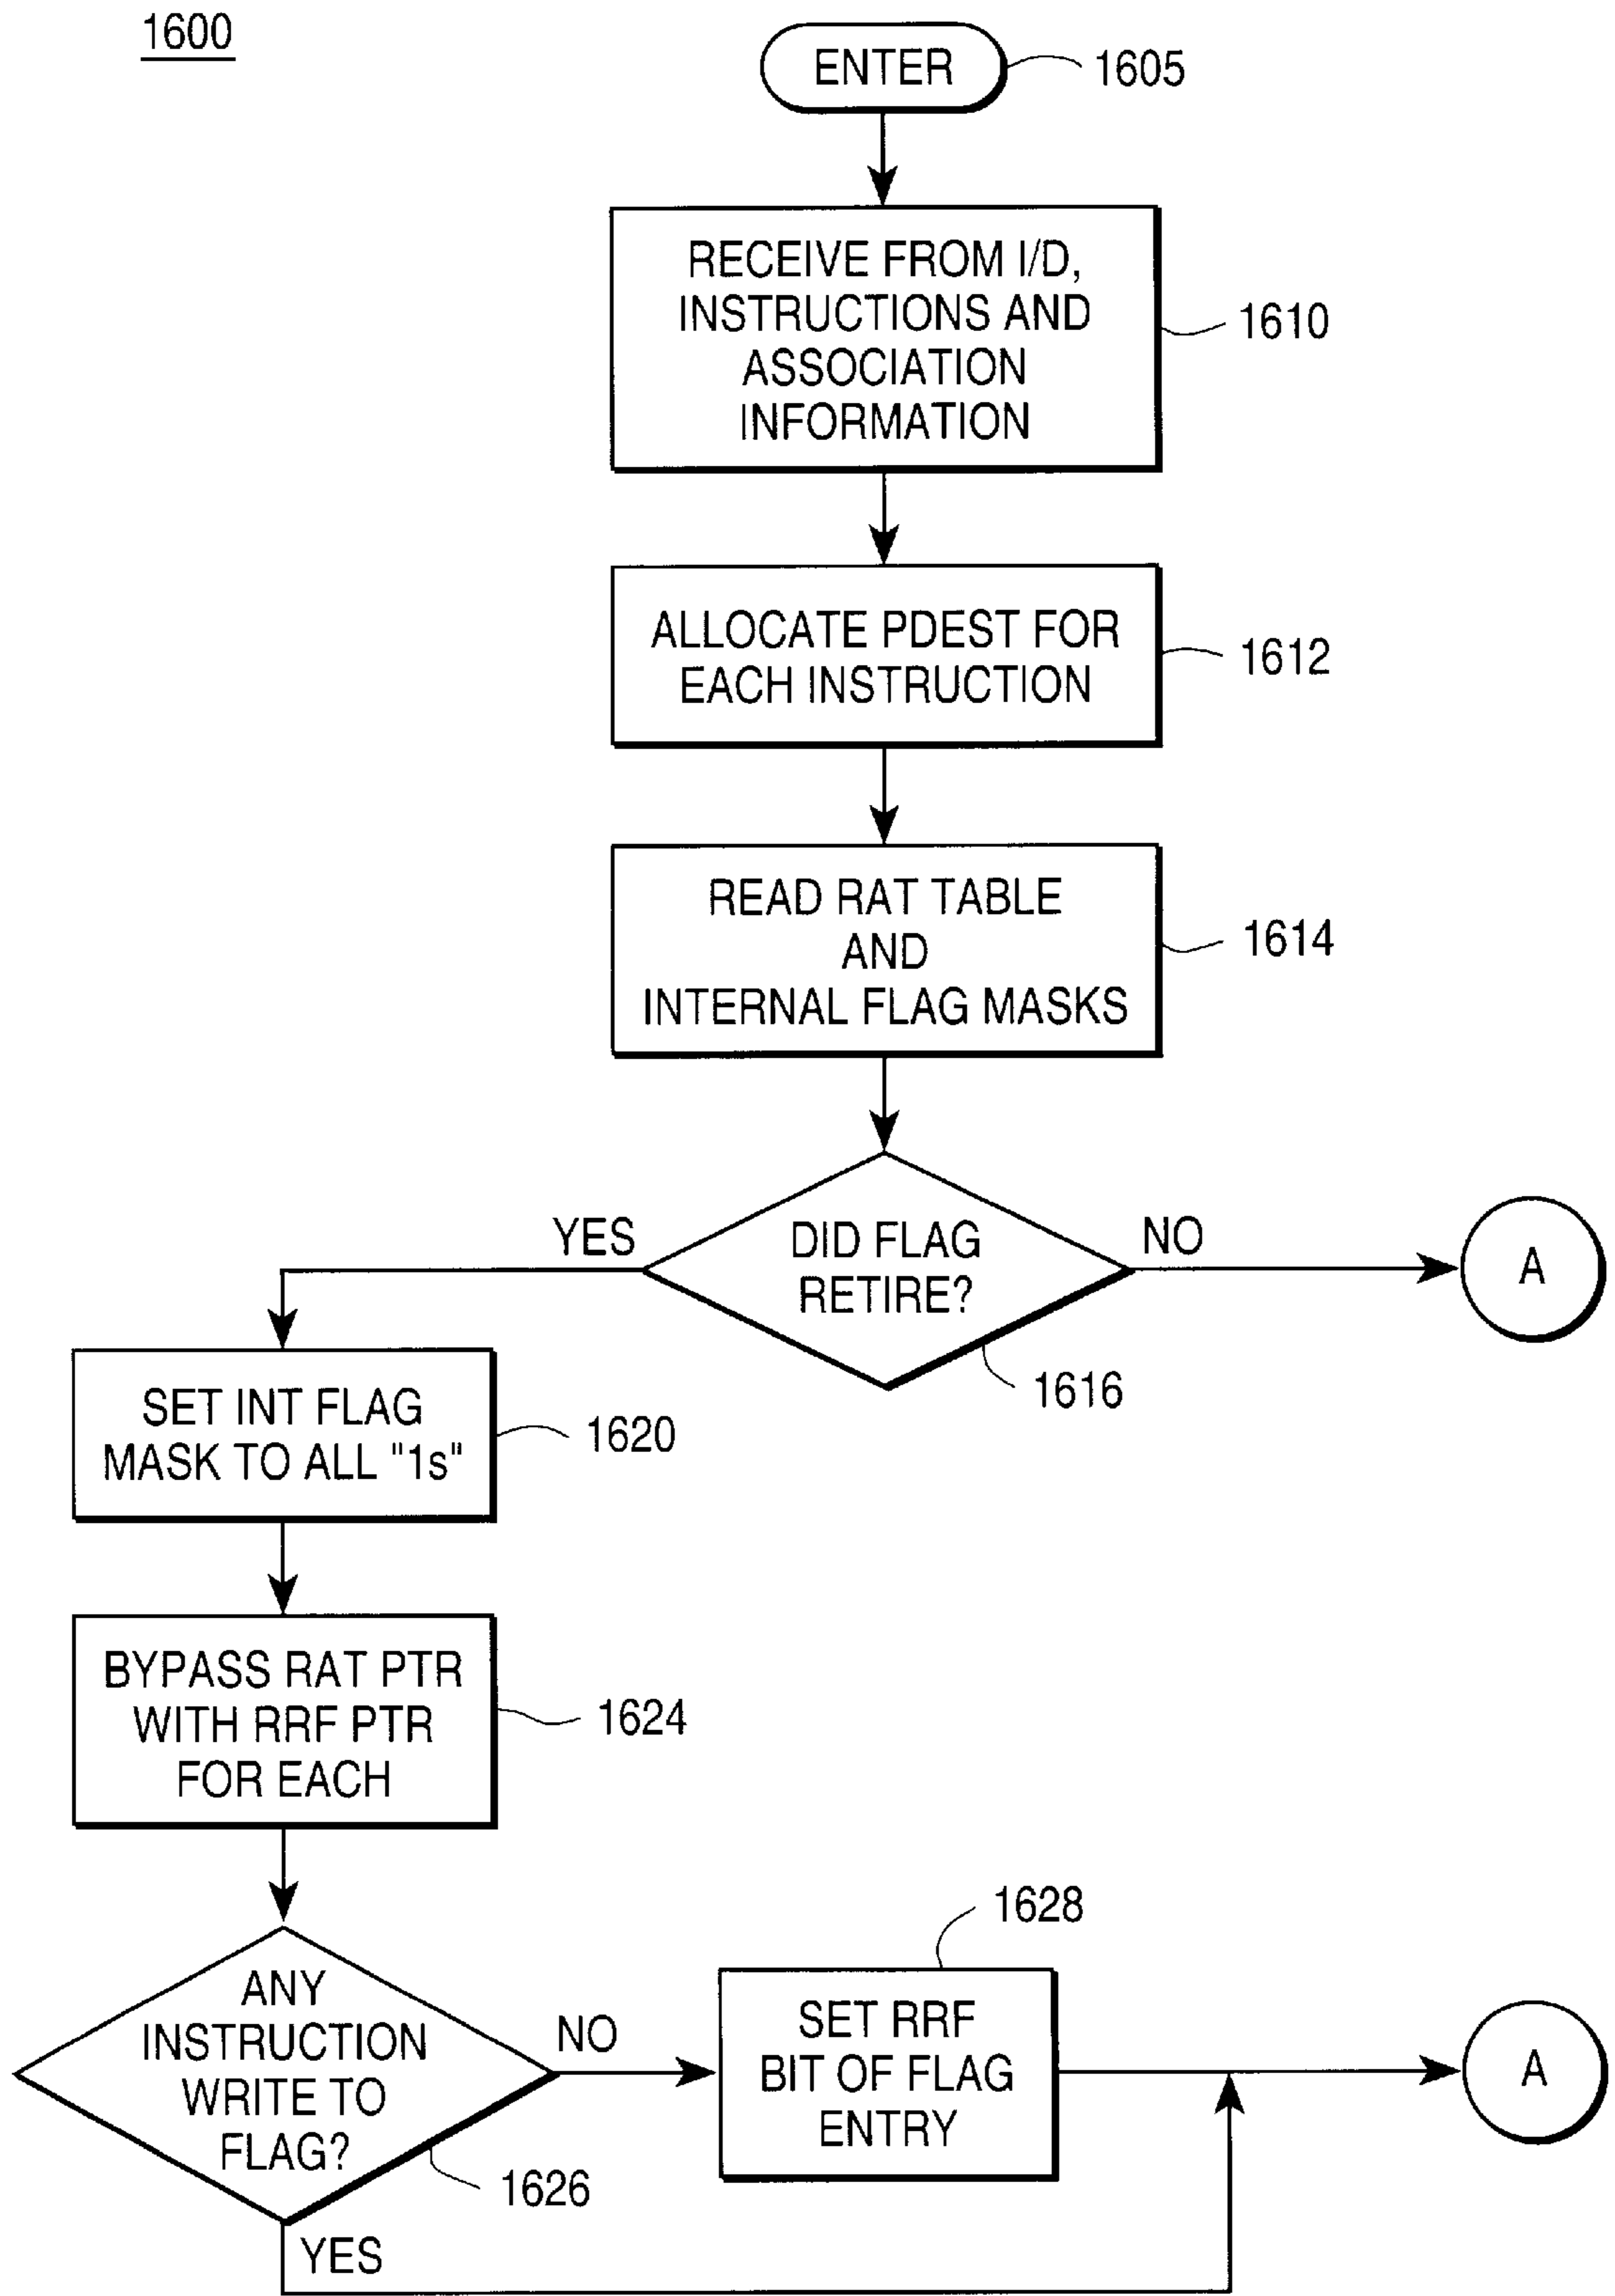 1600
ENTER
1605
RECEIVE FROM I/D,
INSTRUCTIONS AND
ASSOCIATION
INFORMATION
1610
ALLOCATE PDEST FOR
EACH INSTRUCTION
1612
READ RAT TABLE
AND
INTERNAL FLAG MASKS
1614
DID FLAG
RETIRE?
YES
NO
A
1616
SET INT FLAG
MASK TO ALL "1s"
1620
BYPASS RAT PTR
WITH RRF PTR
FOR EACH
1624
ANY
INSTRUCTION
WRITE TO
FLAG?
NO
1626
YES
1628
SET RRF
BIT OF FLAG
ENTRY
A